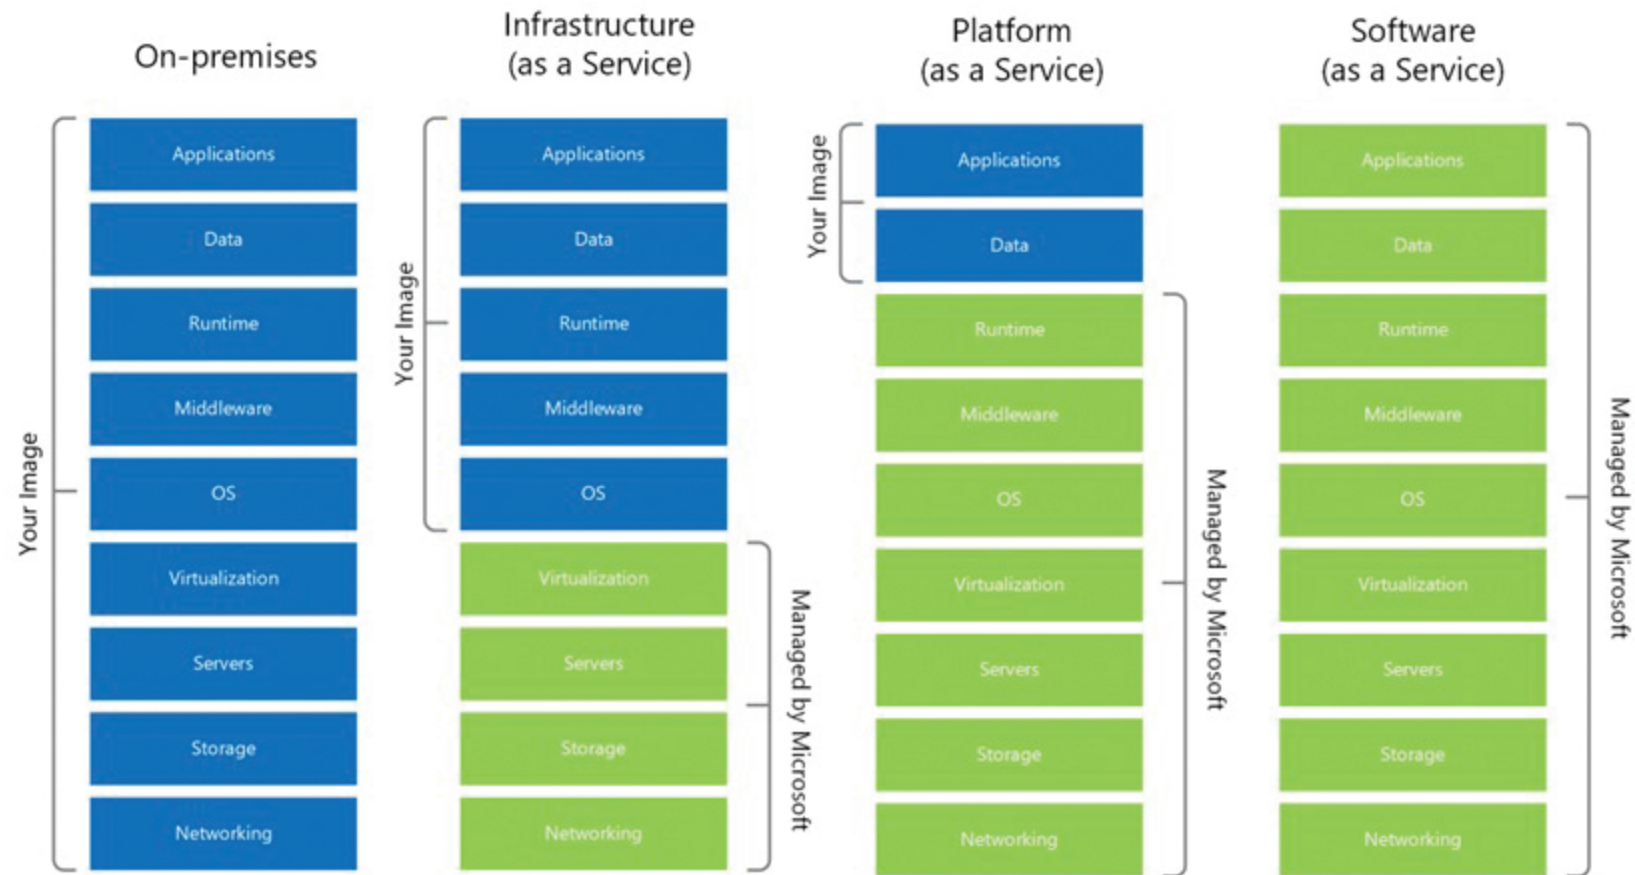 On-premises
Your Image
Applications
Data
Runtime
Middleware
OS
Virtualization
Servers
Storage
Networking
Infrastructure
(as a Service)
Your Image
Applications
Data
Runtime
Middleware
OS
Virtualization
Servers
Storage
Networking
Managed by Microsoft
Platform
(as a Service)
Your Image
Applications
Data
Runtime
Middleware
OS
Virtualization
Servers
Storage
Networking
Managed by Microsoft
Software
(as a Service)
Applications
Data
Runtime
Middleware
OS
Virtualization
Servers
Storage
Networking
Managed by Microsoft